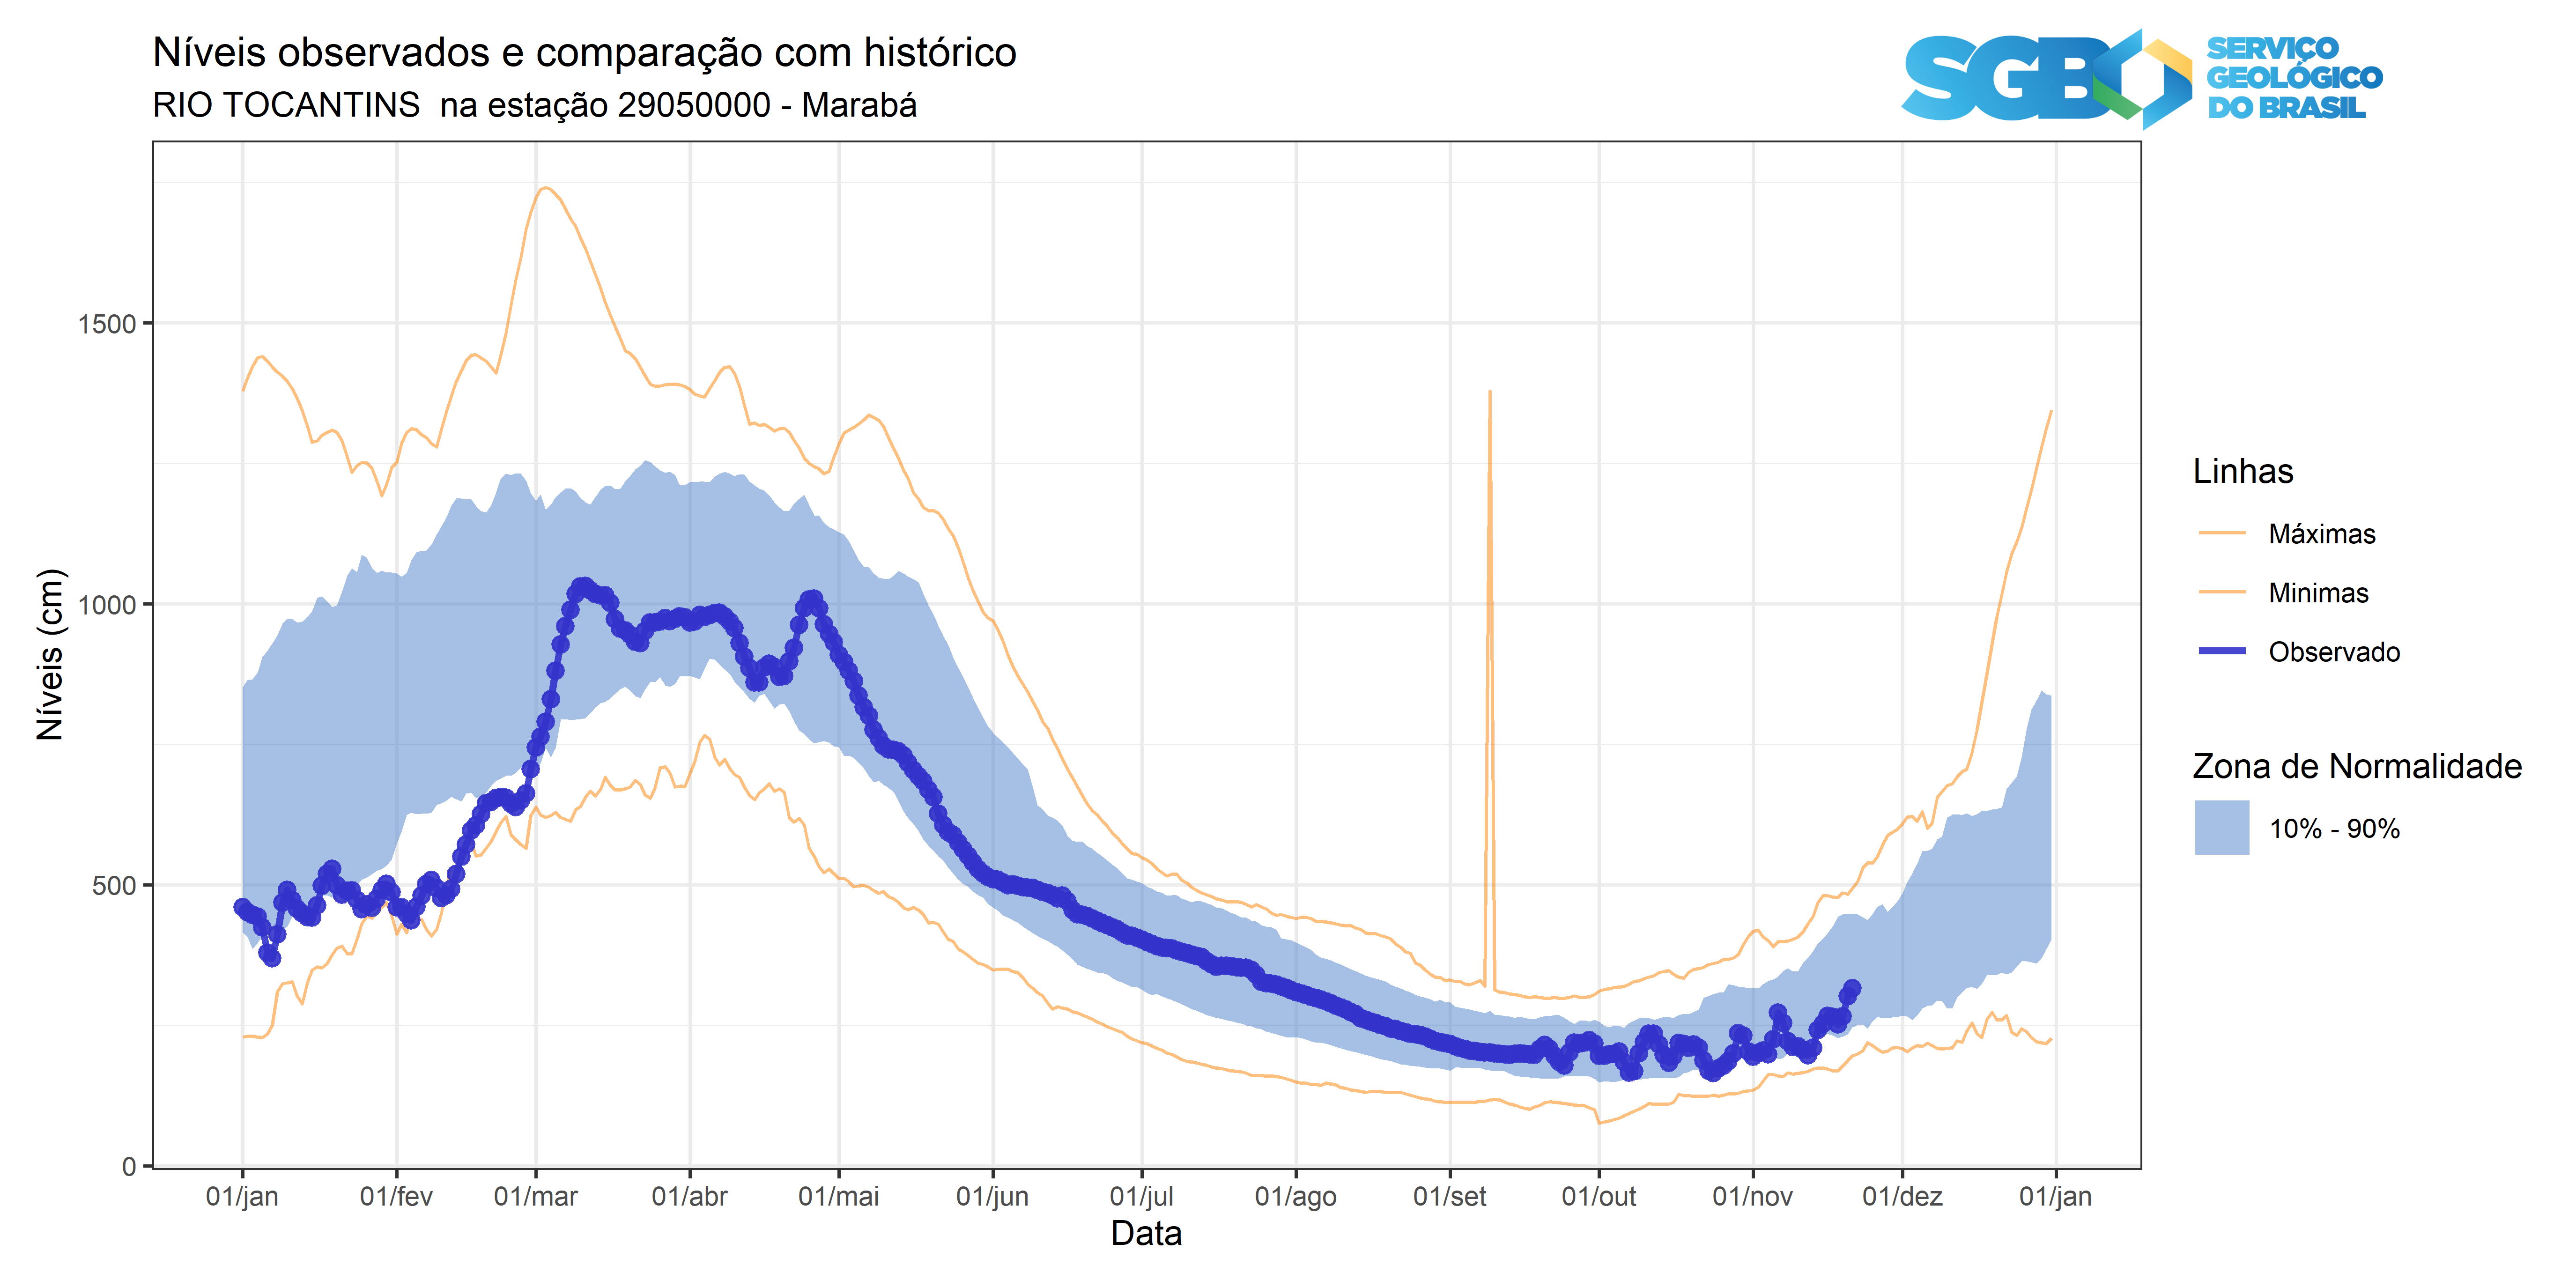 Níveis observados e comparação com histórico
RIO TOCANTINS  na estação 29050000 - Marabá
SGB
SERVIÇO
GEOLÓGICO
DO BRASIL
Níveis (cm)
1500
1000
500
0
01/jan
01/fev
01/mar
01/abr
01/mai
01/jun
01/jul
01/ago
01/set
01/out
01/nov
01/dez
01/jan
Data
Linhas
Máximas
Minimas
Observado
Zona de Normalidade
10% - 90%